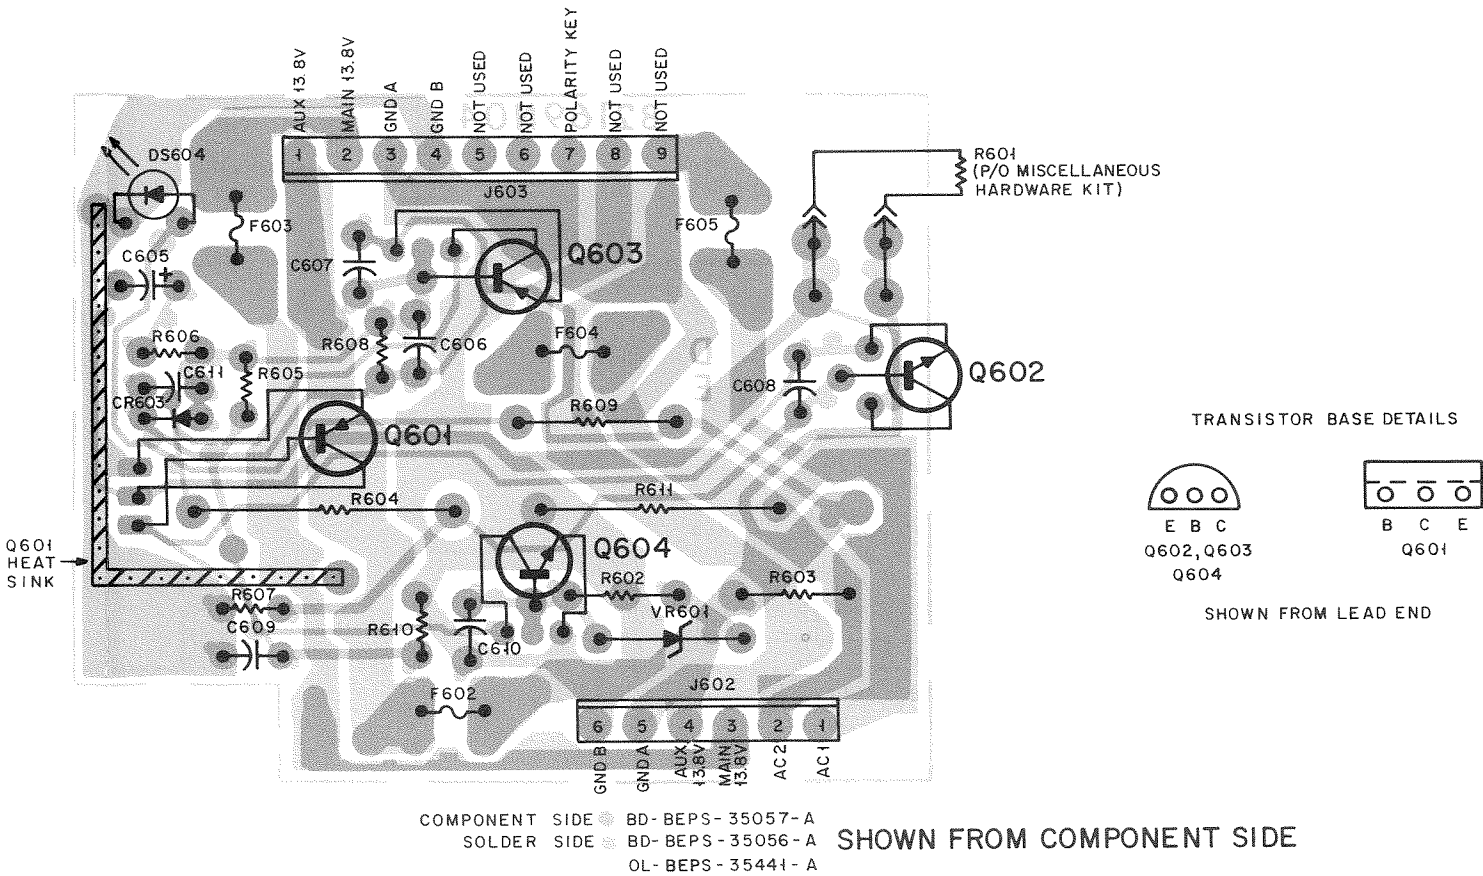 AUX 13.8V
MAIN 13.8V
GND A
GND B
NOT USED
NOT USED
POLARITY KEY
NOT USED
NOT USED
1 2 3 4 5 6 7 8 9
J603
DS604
F603
F605
R601
(P/O MISCELLANEOUS
HARDWARE KIT)
C605
+
C607
Q603
R606
R608
C606
F604
C611
R605
CR603
C608
Q602
R609
Q601
R604
R611
TRANSISTOR BASE DETAILS
E B C
Q602,Q603
Q604
B C E
Q601
SHOWN FROM LEAD END
Q601
HEAT
SINK
Q604
R607
R602
R603
C609
R610
C610
VR601
F602
J602
6 5 4 3 2 1
GND B
GND A
AUX
13.8V
MAIN
13.8V
AC2
AC1
COMPONENT SIDE BD-BEPS-35057-A
SOLDER SIDE BD-BEPS-35056-A
OL-BEPS-35441-A
SHOWN FROM COMPONENT SIDE